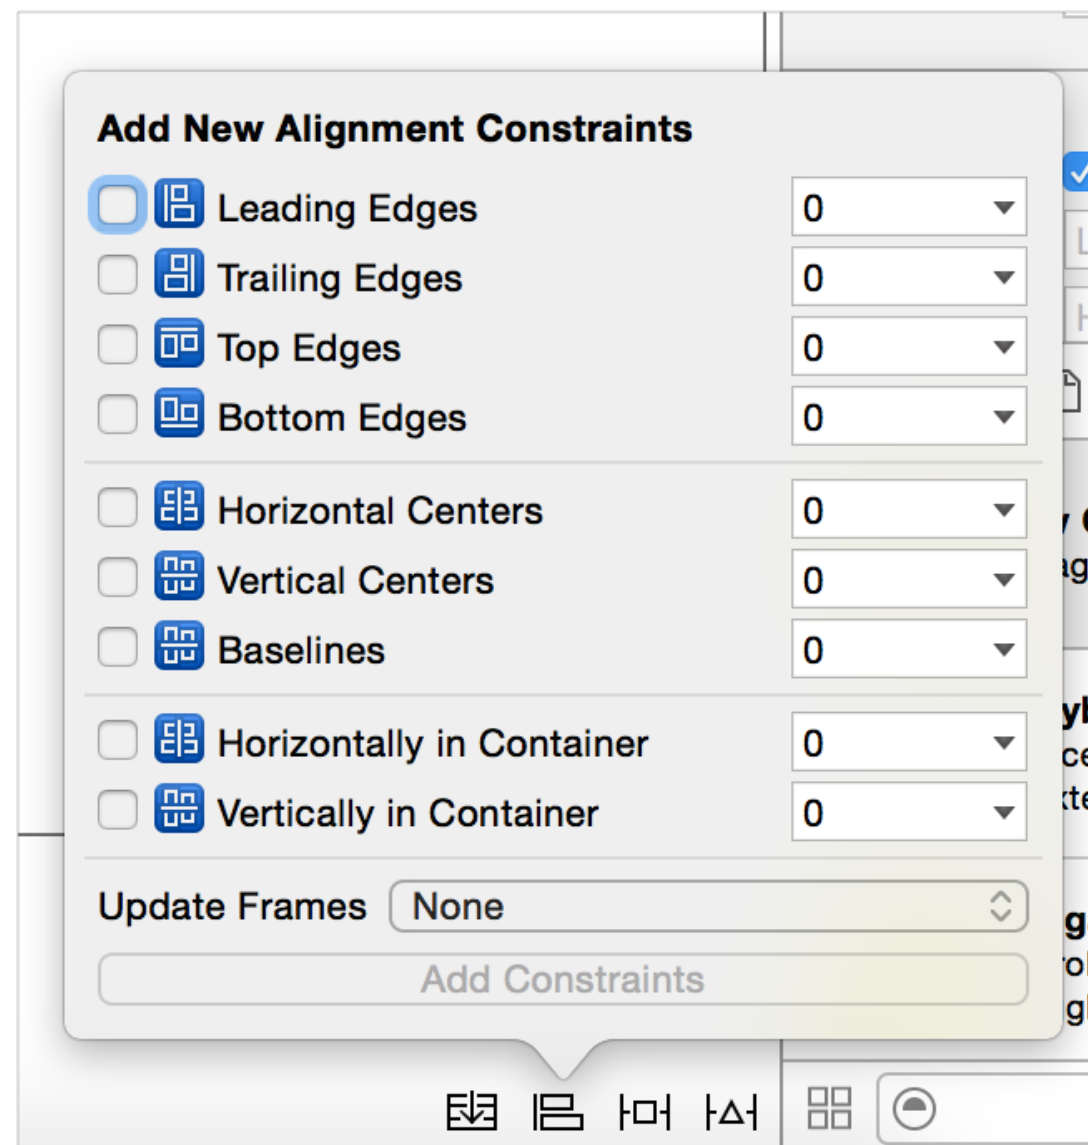 Add New Alignment Constraints
Leading Edges 0
Trailing Edges 0
Top Edges 0
Bottom Edges 0
Horizontal Centers 0
Vertical Centers 0
Baselines 0
Horizontally in Container 0
Vertically in Container 0
Update Frames None
Add Constraints